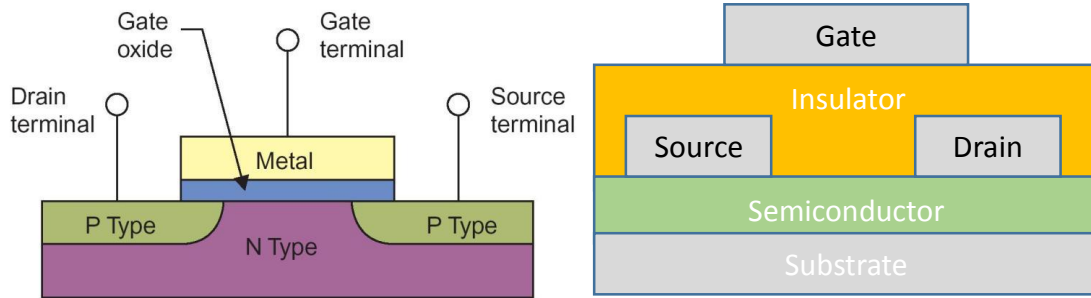 Gate
oxide
Gate
terminal
Drain
terminal
Source
terminal
Metal
P Type
N Type
P Type
Gate
Insulator
Source
Drain
Semiconductor
Substrate